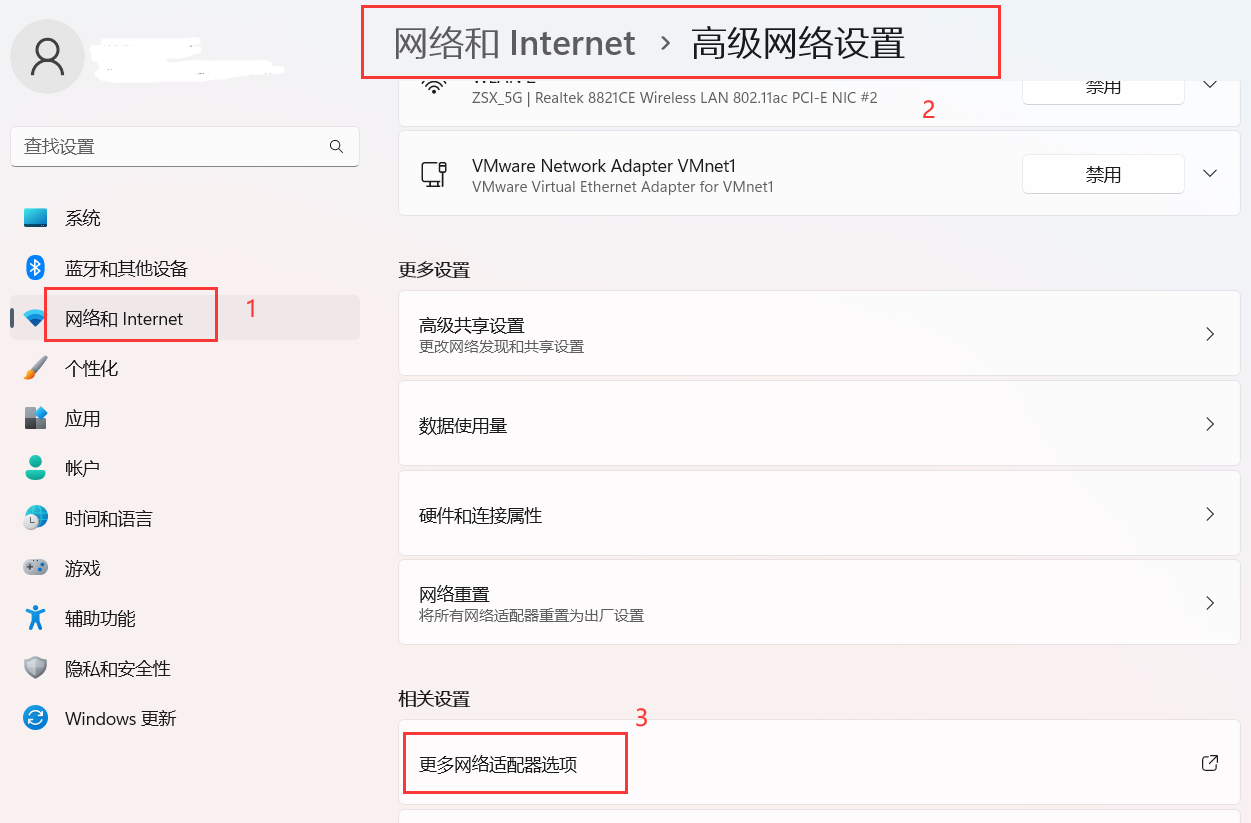 网络和 Internet › 高级网络设置
2
ZSX_5G | Realtek 8821CE Wireless LAN 802.11ac PCI-E NIC #2
禁用
VMware Network Adapter VMnet1
VMware Virtual Ethernet Adapter for VMnet1
禁用
查找设置
系统
蓝牙和其他设备
网络和 Internet
1
个性化
应用
帐户
时间和语言
游戏
辅助功能
隐私和安全性
Windows 更新
更多设置
高级共享设置
更改网络发现和共享设置
数据使用量
硬件和连接属性
网络重置
将所有网络适配器重置为出厂设置
相关设置
3
更多网络适配器选项